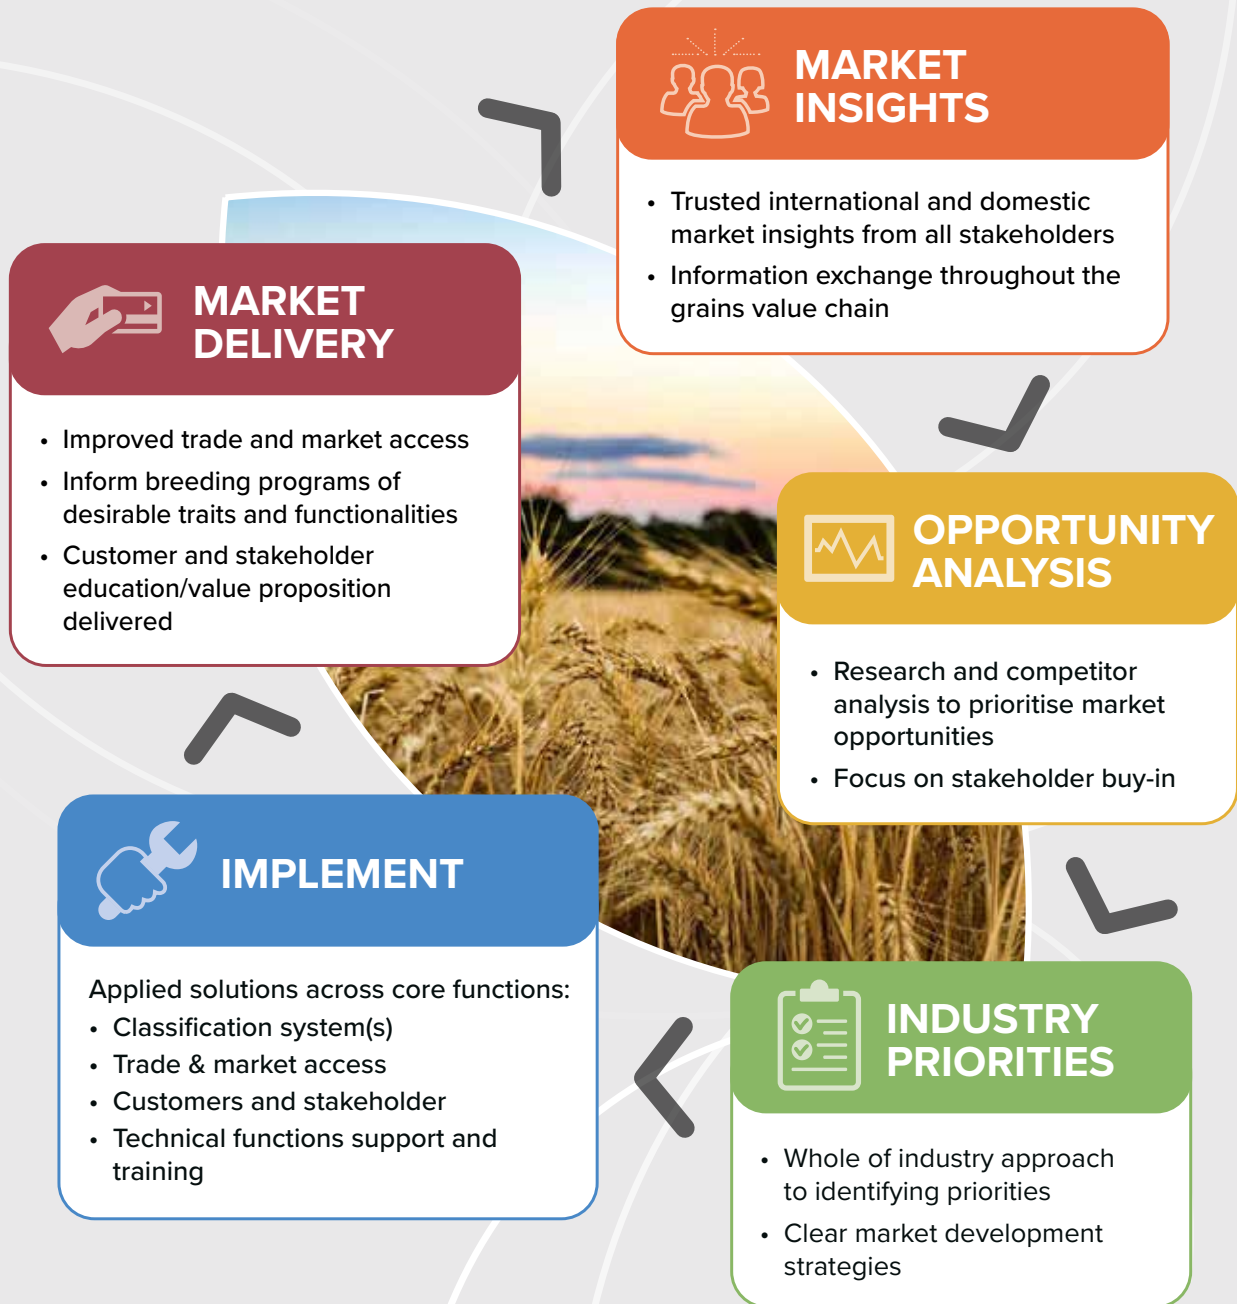 MARKET
INSIGHTS
• Trusted international and domestic
market insights from all stakeholders
• Information exchange throughout the
grains value chain
OPPORTUNITY
ANALYSIS
• Research and competitor
analysis to prioritise market
opportunities
• Focus on stakeholder buy-in
INDUSTRY
PRIORITIES
• Whole of industry approach
to identifying priorities
• Clear market development
strategies
IMPLEMENT
Applied solutions across core functions:
• Classification system(s)
• Trade & market access
• Customers and stakeholder
• Technical functions support and
training
MARKET
DELIVERY
• Improved trade and market access
• Inform breeding programs of
desirable traits and functionalities
• Customer and stakeholder
education/value proposition
delivered